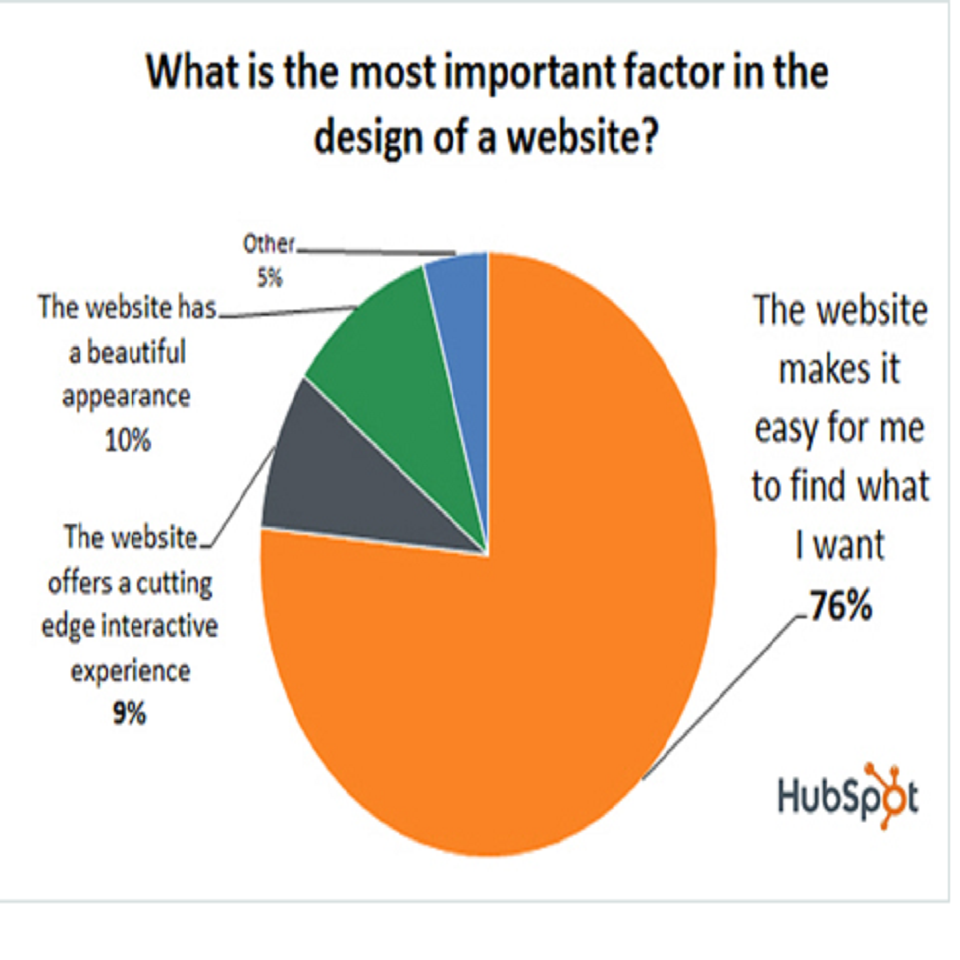 What is the most important factor in the
design of a website?
Other
5%
The website has
a beautiful
appearance
10%
The website
offers a cutting
edge interactive
experience
9%
The website
makes it
easy for me
to find what
I want
76%
HubSpot